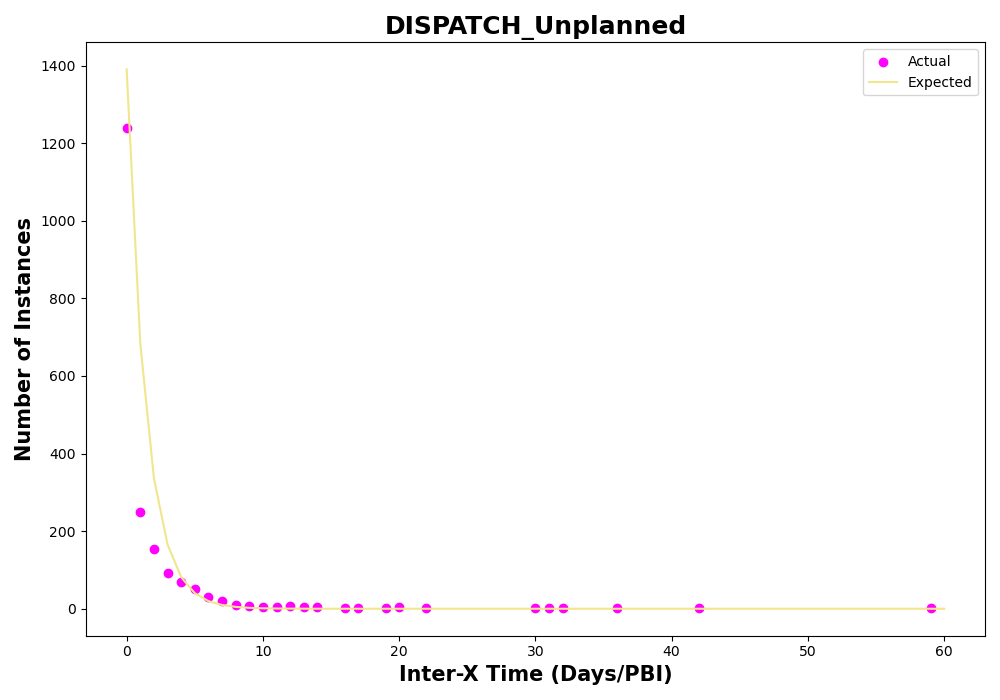 DISPATCH_Unplanned
Actual
Expected
Number of Instances
1400
1200
1000
800
600
400
200
0
0 10 20 30 40 50 60
Inter-X Time (Days/PBI)